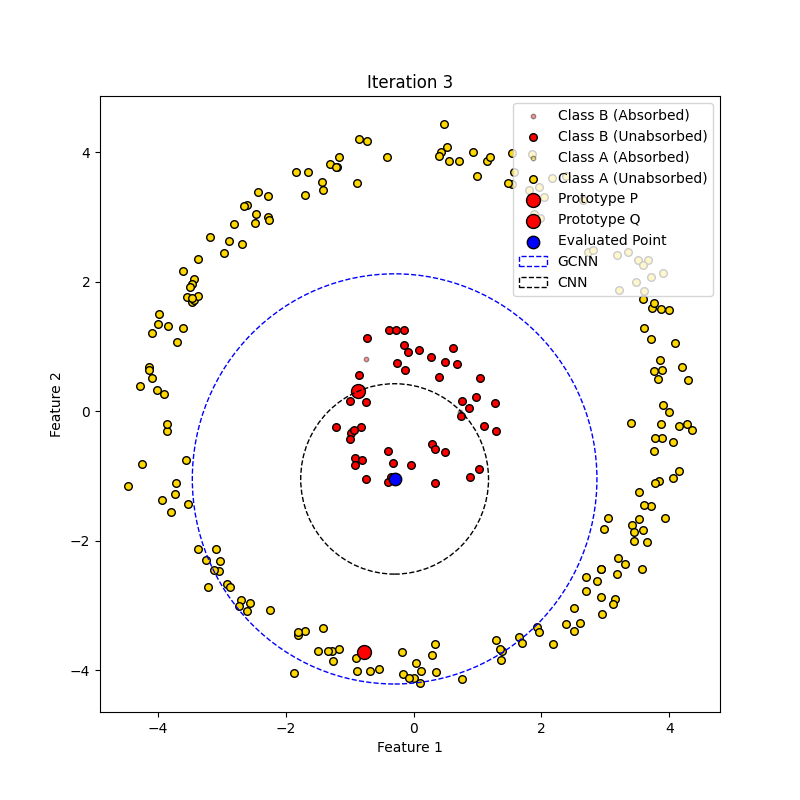 Iteration 3
Class B (Absorbed)
Class B (Unabsorbed)
Class A (Absorbed)
Class A (Unabsorbed)
Prototype P
Prototype Q
Evaluated Point
GCNN
CNN
4
2
0
−2
−4
Feature 2
−4 −2 0 2 4
Feature 1